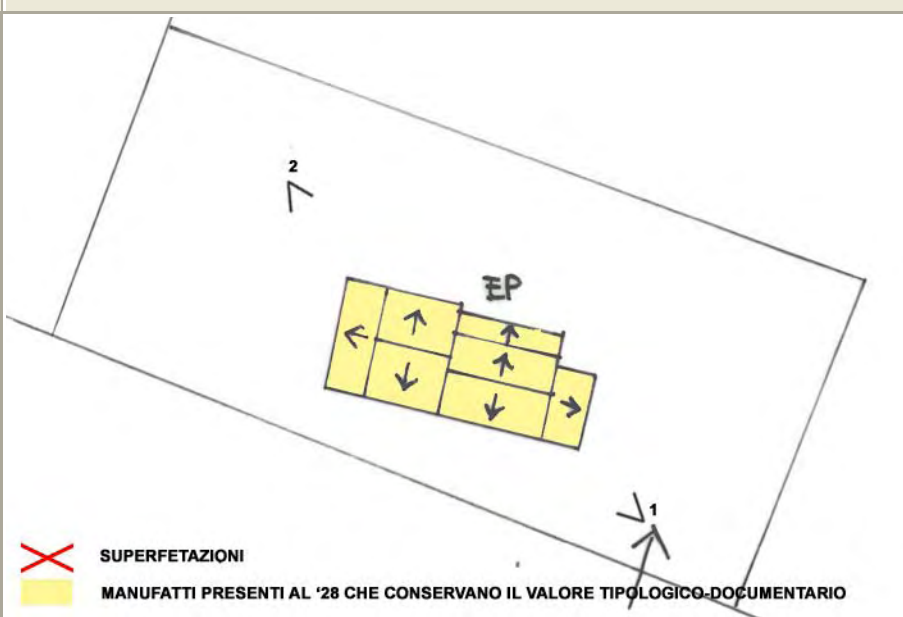 2
EP
1
SUPERFETAZIONI
MANUFATTI PRESENTI AL ‘28 CHE CONSERVANO IL VALORE TIPOLOGICO-DOCUMENTARIO